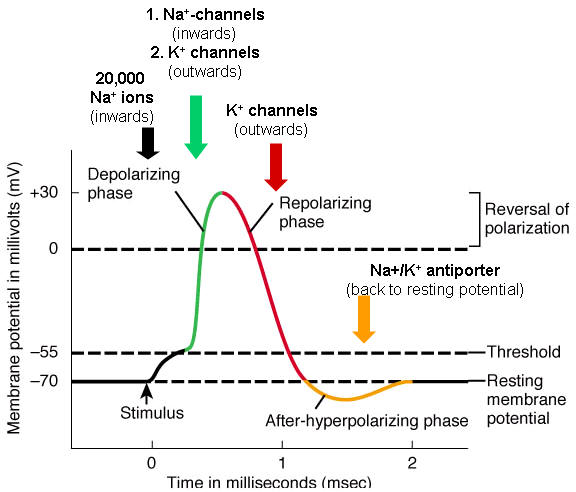 1. Na⁺-channels
(inwards)
2. K⁺ channels
(outwards)
20,000
Na⁺ ions
(inwards)
K⁺ channels
(outwards)
Depolarizing
phase
Repolarizing
phase
Reversal of
polarization
Na+/K⁺ antiporter
(back to resting potential)
Membrane potential in millivolts (mV)
+30
0
–55
–70
Threshold
Resting
membrane
potential
Stimulus
After-hyperpolarizing phase
0
1
2
Time in milliseconds (msec)